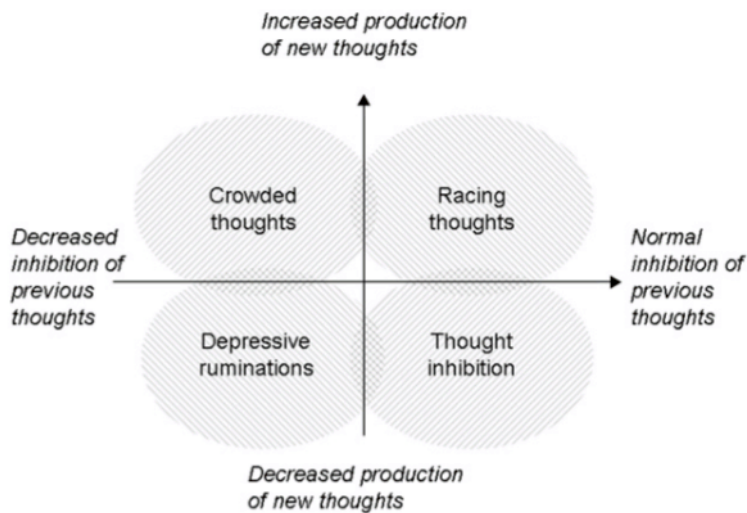 Increased production
of new thoughts
Crowded
thoughts
Racing
thoughts
Decreased
inhibition of
previous
thoughts
Normal
inhibition of
previous
thoughts
Depressive
ruminations
Thought
inhibition
Decreased production
of new thoughts